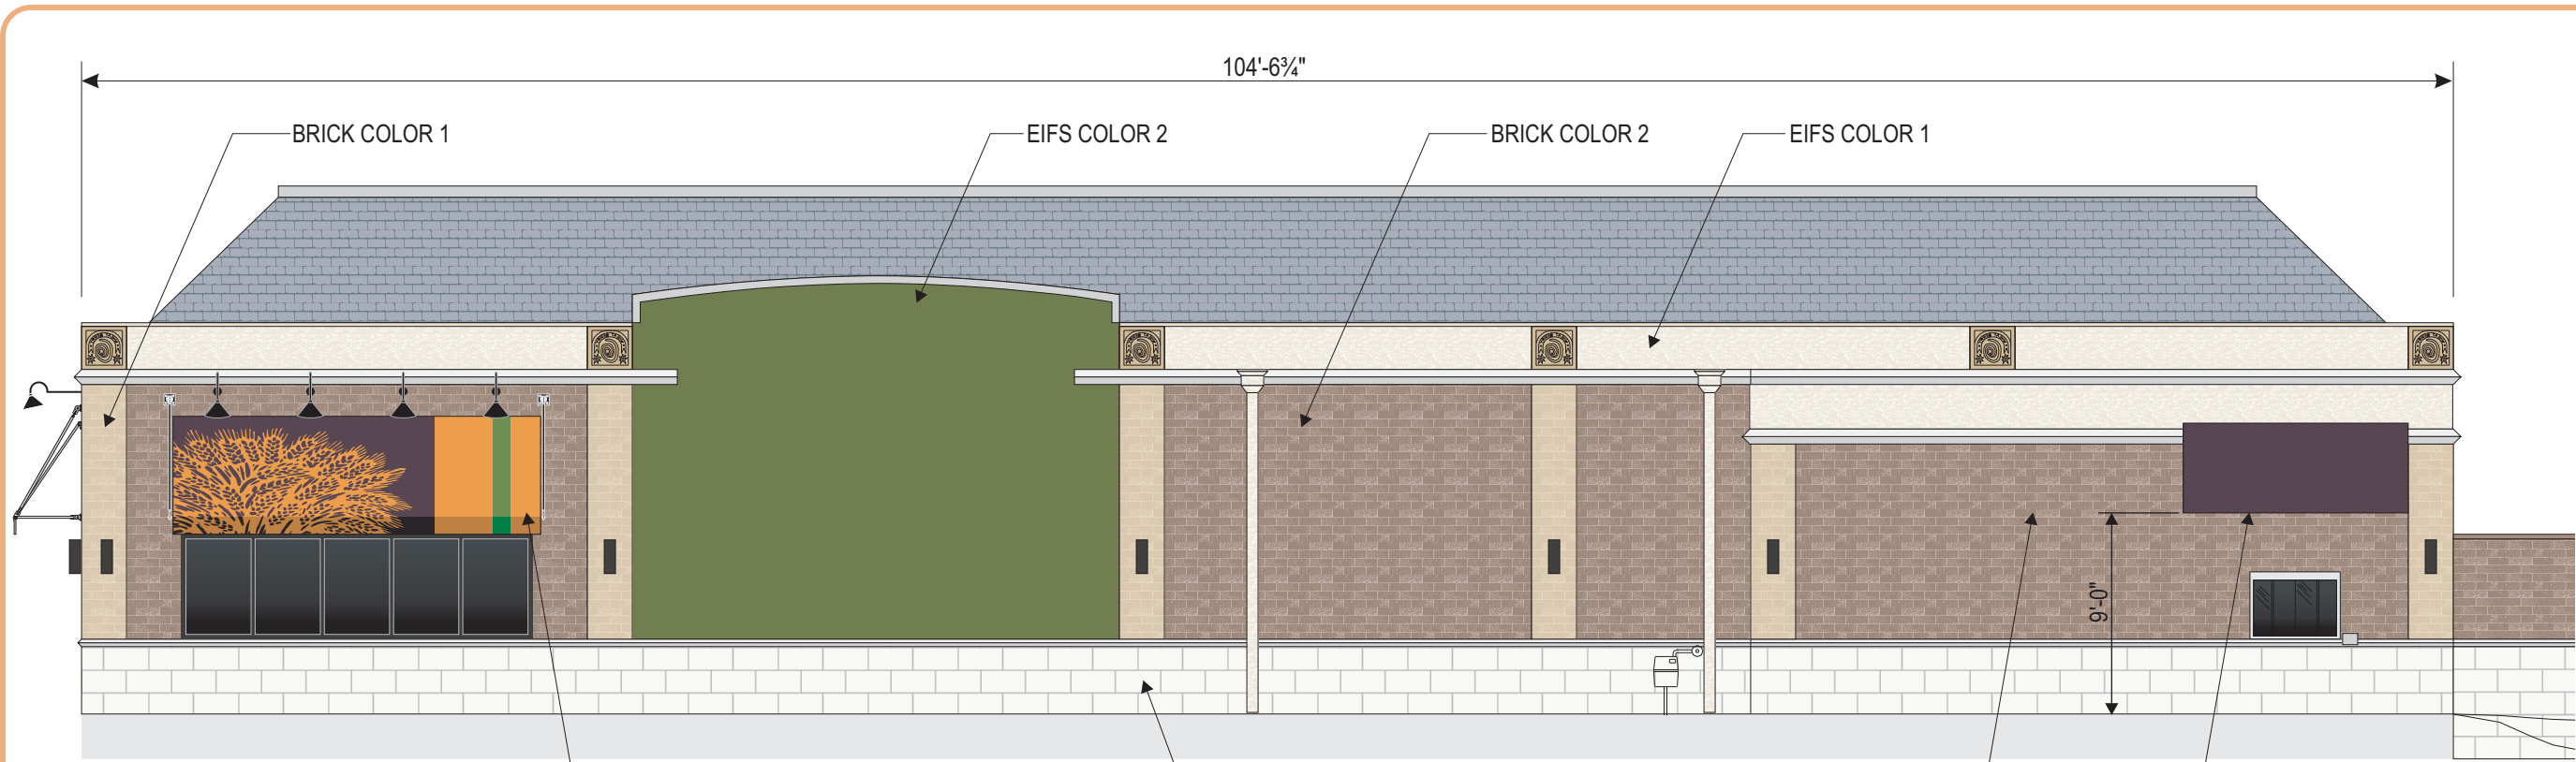 104'-6¾"
BRICK COLOR 1
EIFS COLOR 2
BRICK COLOR 2
EIFS COLOR 1
9'-0"